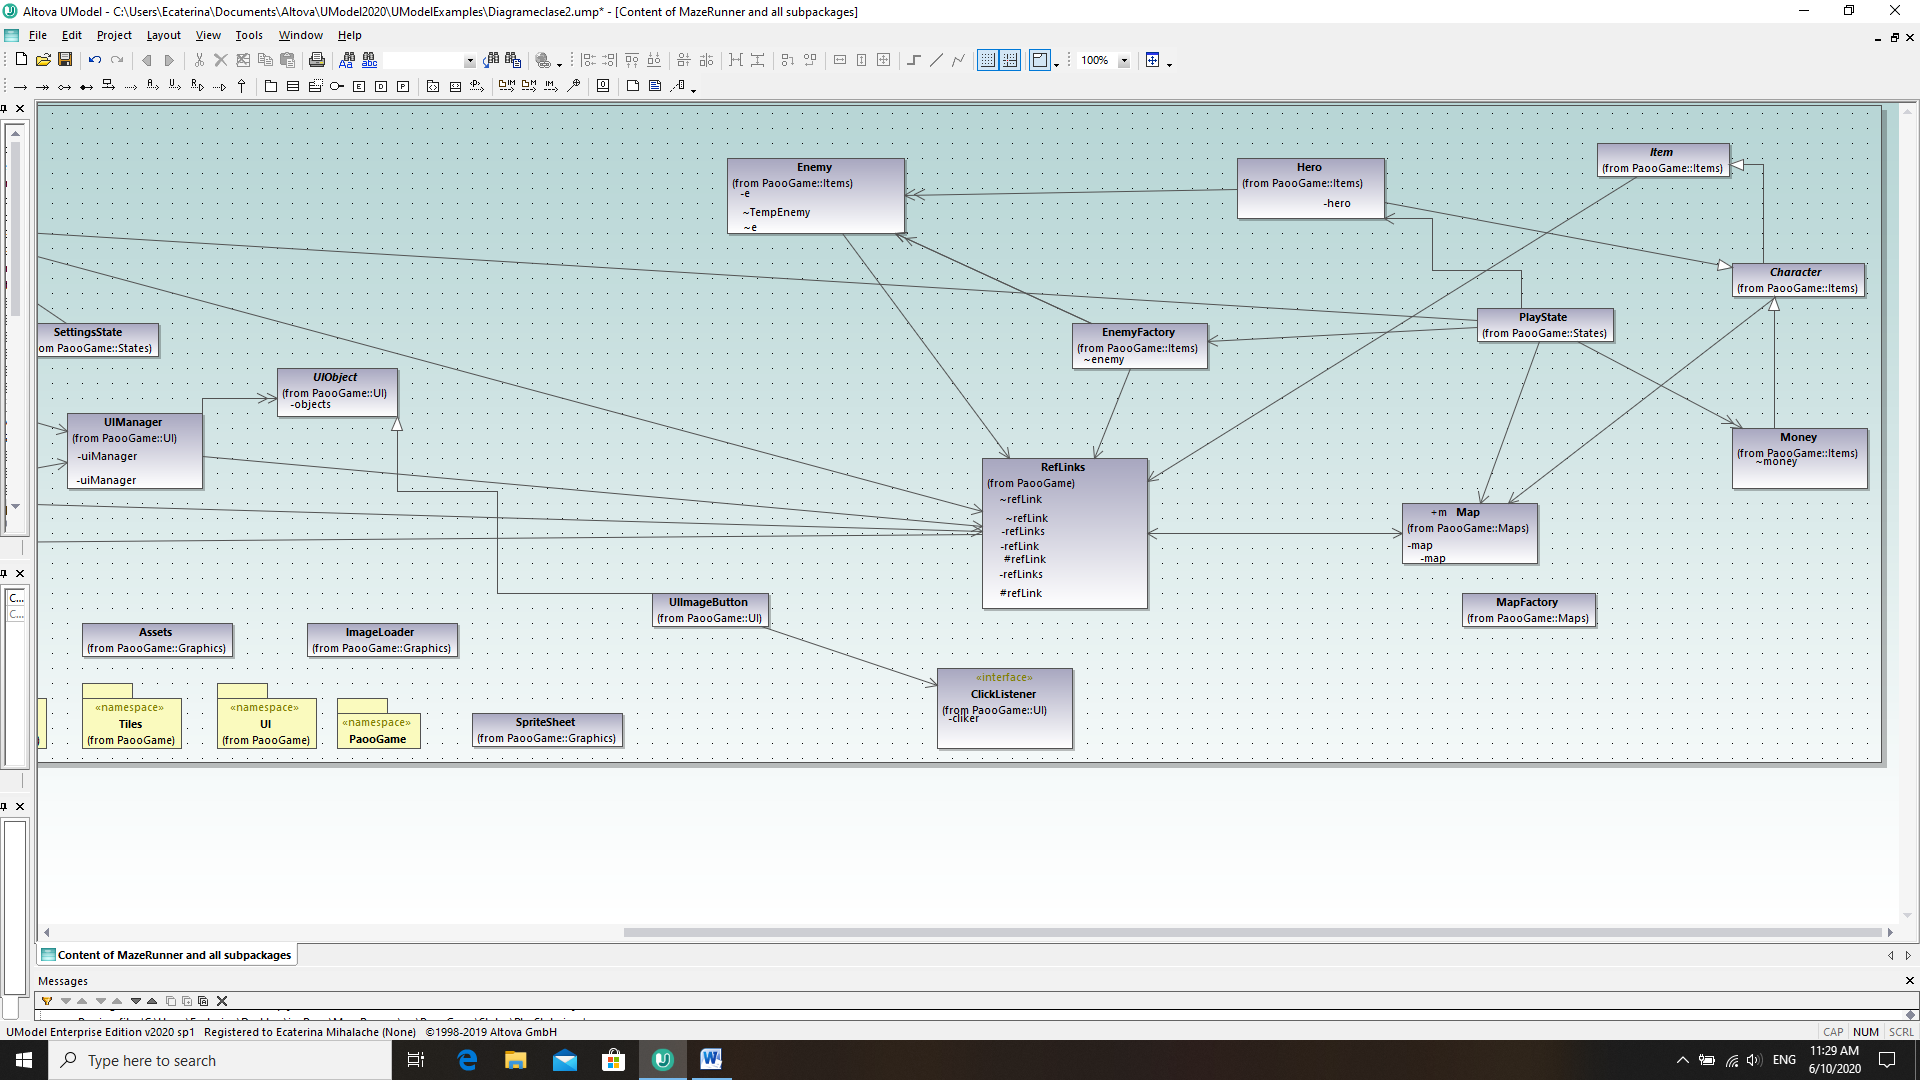 Altova UModel - C:\Users\Ecaterina\Documents\Altova\UModel2020\UModelExamples\Diagrameclase2.ump* - [Content of MazeRunner and all subpackages]
File Edit Project Layout View Tools Window Help
100%
Enemy
(from PaooGame::Items)
-e
~TempEnemy
~e
Hero
(from PaooGame::Items)
-hero
Item
(from PaooGame::Items)
Character
(from PaooGame::Items)
SettingsState
om PaooGame::States)
EnemyFactory
(from PaooGame::Items)
~enemy
PlayState
(from PaooGame::States)
UIObject
(from PaooGame::UI)
-objects
UIManager
(from PaooGame::UI)
-uiManager
-uiManager
Money
(from PaooGame::Items)
~money
RefLinks
(from PaooGame)
~refLink
~refLink
-refLinks
-refLink
#refLink
-refLinks
#refLink
+m Map
(from PaooGame::Maps)
-map
-map
UIImageButton
(from PaooGame::UI)
MapFactory
(from PaooGame::Maps)
Assets
(from PaooGame::Graphics)
ImageLoader
(from PaooGame::Graphics)
«interface»
ClickListener
(from PaooGame::UI)
-cliker
«namespace»
Tiles
(from PaooGame)
«namespace»
UI
(from PaooGame)
«namespace»
PaooGame
SpriteSheet
(from PaooGame::Graphics)
C...
C...
Content of MazeRunner and all subpackages
Messages
UModel Enterprise Edition v2020 sp1 Registered to Ecaterina Mihalache (None) ©1998-2019 Altova GmbH
CAP NUM SCRL
Type here to search
ENG
11:29 AM
6/10/2020